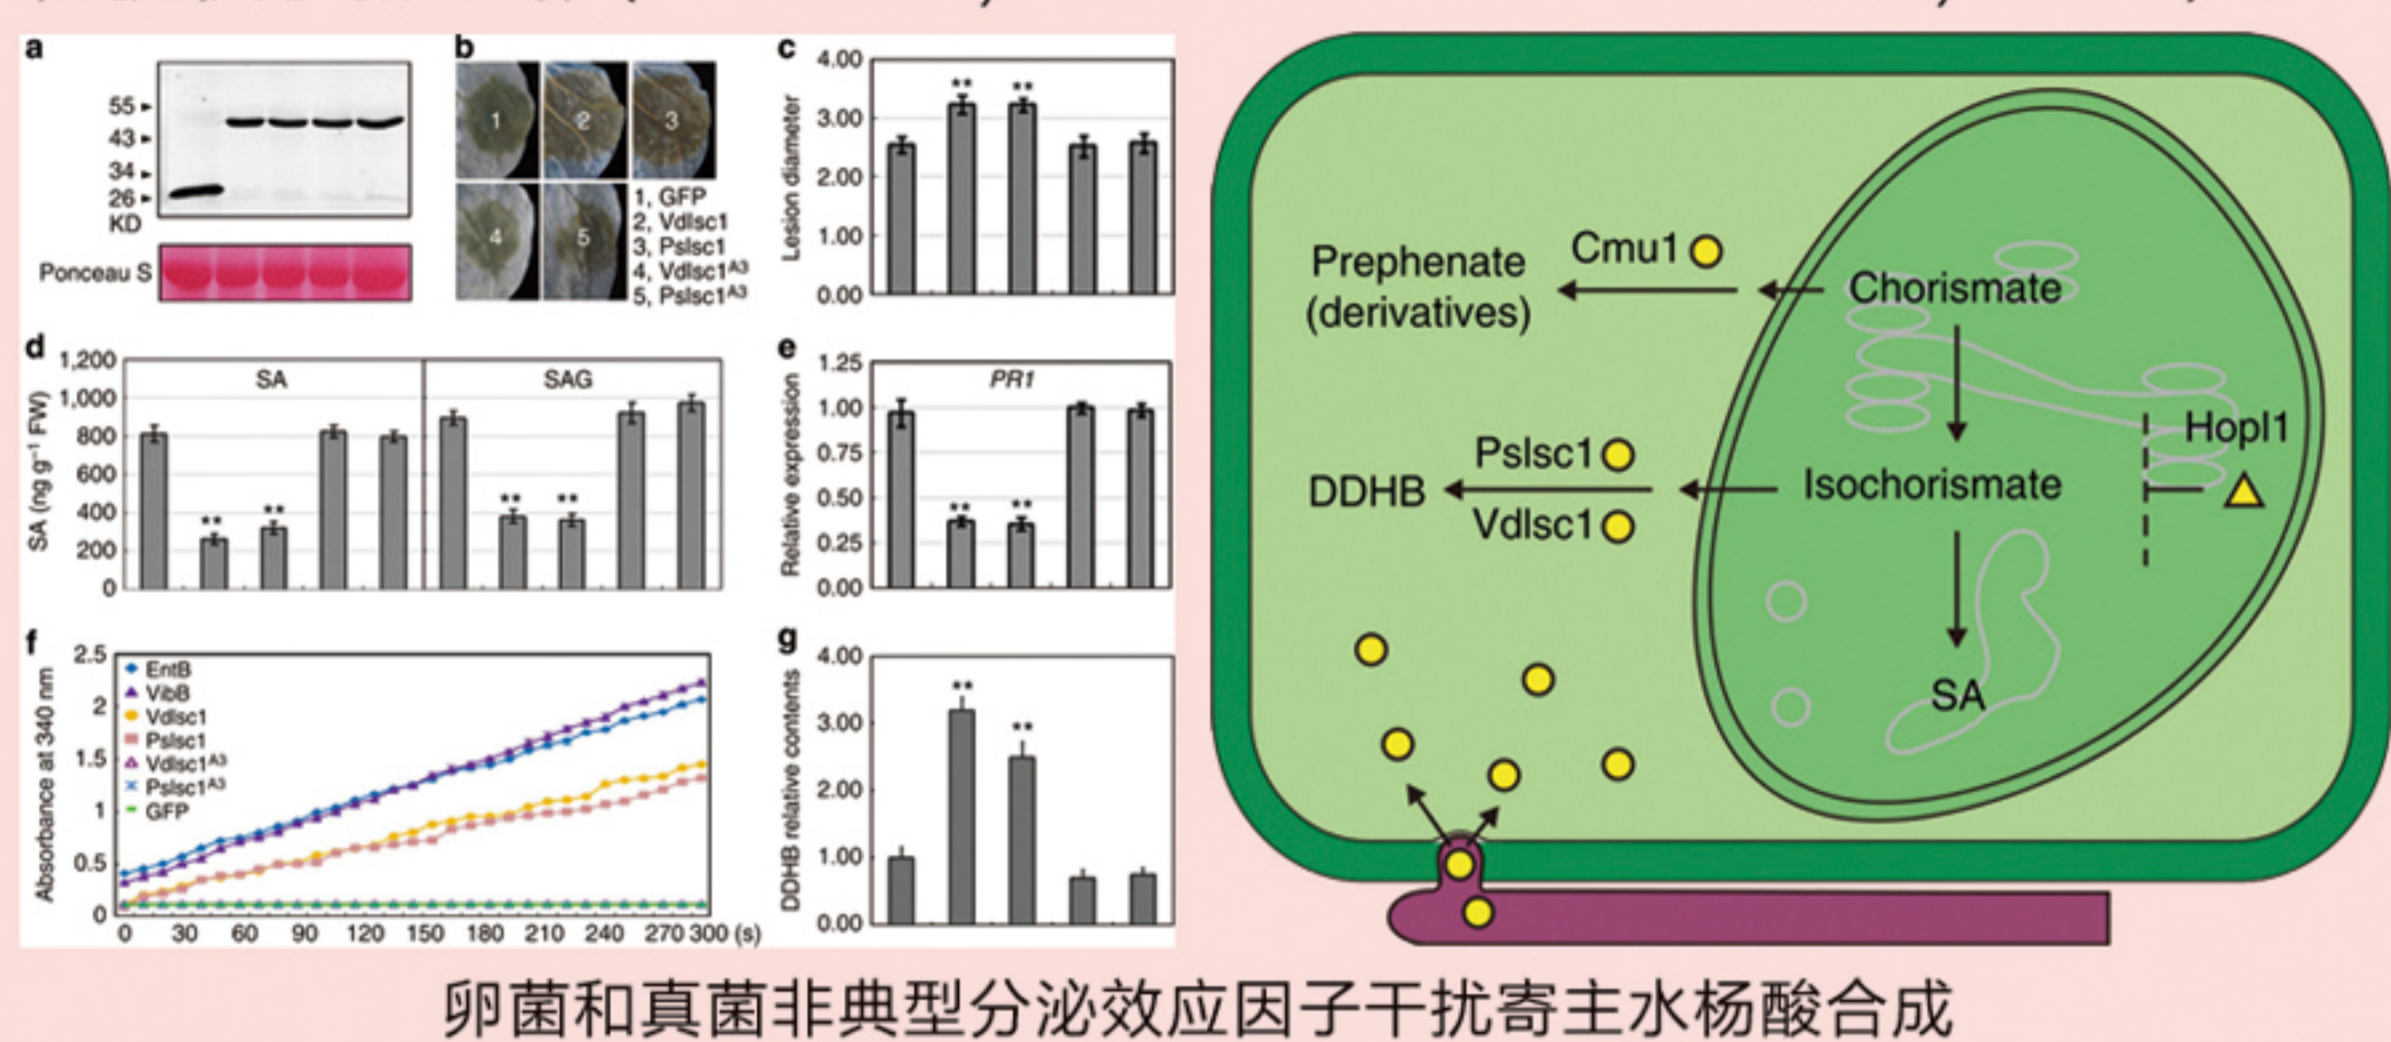 a
55
43
34
26
KD
Ponceau S
b
1
2
3
4
5
1, GFP
2, VdIsc1
3, PsIsc1
4, VdIsc1ᴬ³
5, PsIsc1ᴬ³
c
Lesion diameter
4.00
3.00
2.00
1.00
0.00
** **
d
SA (ng g⁻¹ FW)
1,200
1,000
800
600
400
200
0
SA
SAG
** **
** **
e
Relative expression
1.25
1.00
0.75
0.50
0.25
0.00
PR1
** **
f
Absorbance at 340 nm
2.5
2
1.5
1
0.5
0
EntB
VibB
VdIsc1
PsIsc1
VdIsc1ᴬ³
PsIsc1ᴬ³
GFP
0 30 60 90 120 150 180 210 240 270 300 (s)
g
DDHB relative contents
4.00
3.00
2.00
1.00
0.00
** **
Prephenate
(derivatives)
Cmu1
Chorismate
PsIsc1
DDHB
VdIsc1
Isochorismate
HopI1
SA
卵菌和真菌非典型分泌效应因子干扰寄主水杨酸合成